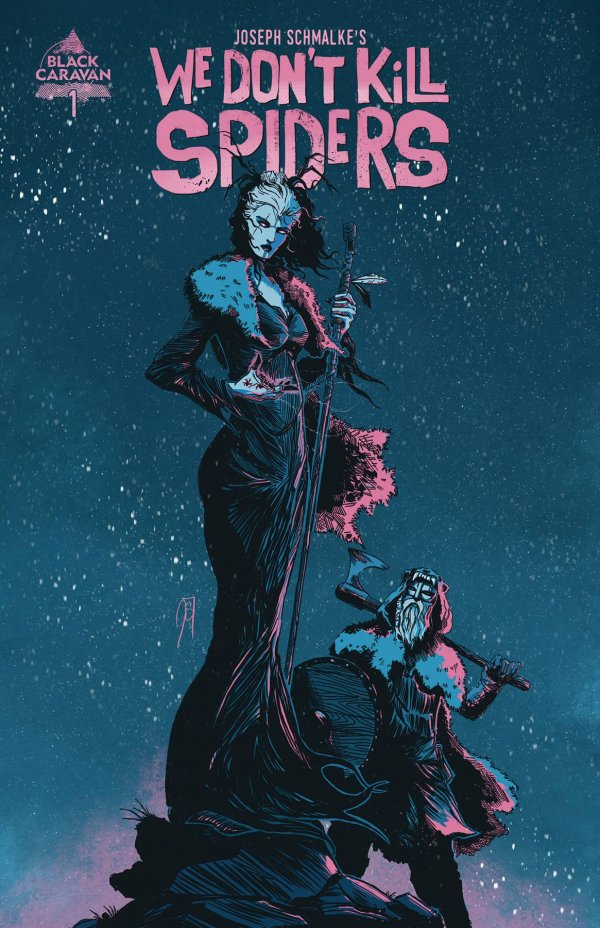 JOSEPH SCHMALKE'S
WE DON'T KILL
SPIDERS
BLACK
CARAVAN
1